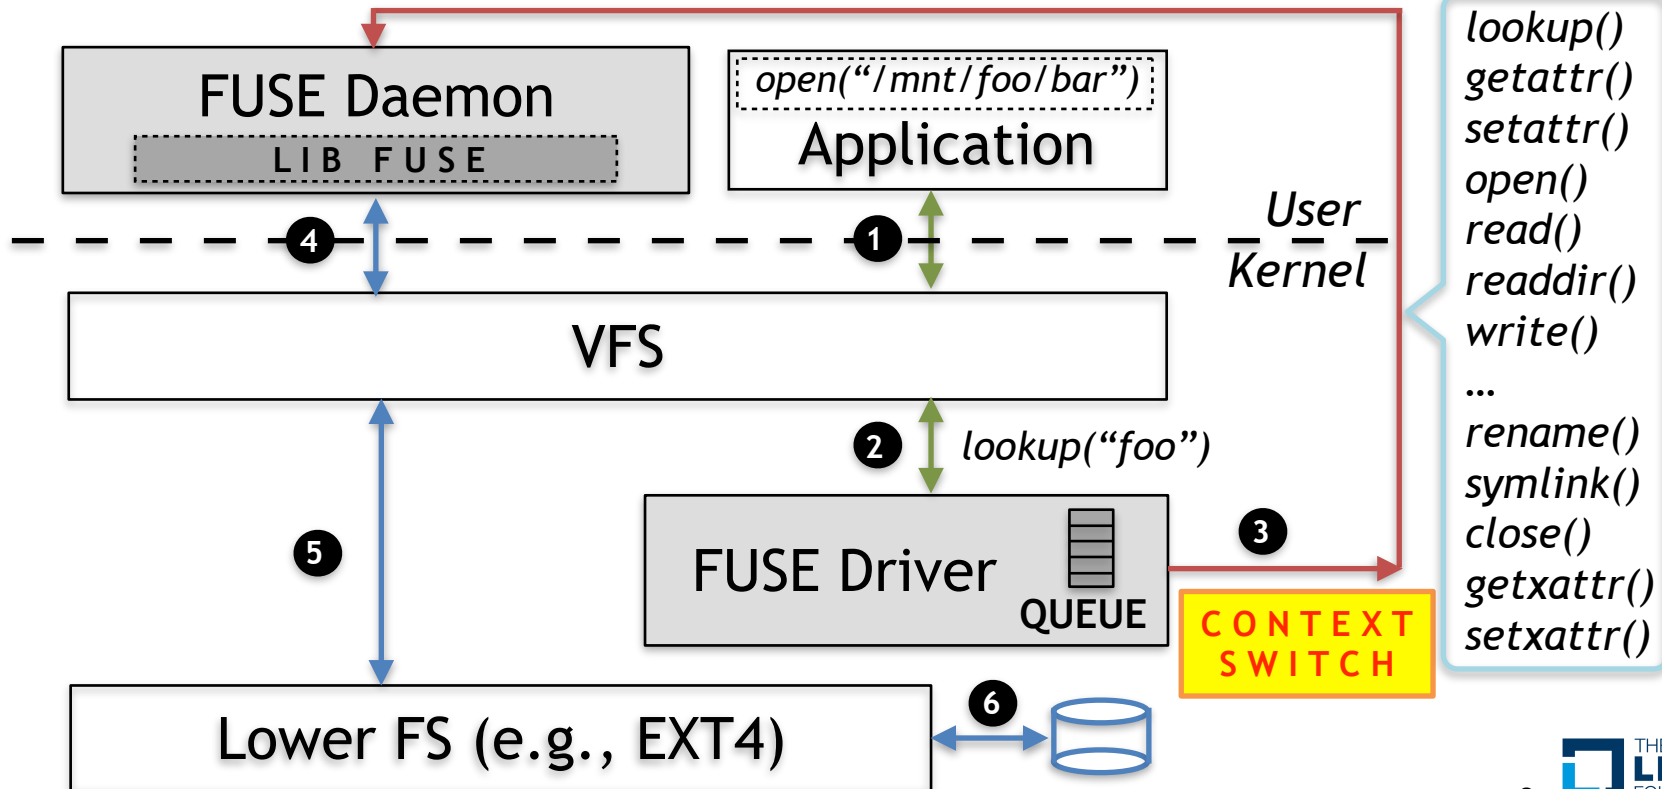 FUSE Daemon
LIB FUSE
open(“/mnt/foo/bar”)
Application
User
Kernel
4
1
VFS
2
lookup(“foo”)
5
FUSE Driver
QUEUE
3
CONTEXT
SWITCH
Lower FS (e.g., EXT4)
6
lookup()
getattr()
setattr()
open()
read()
readdir()
write()
…
rename()
symlink()
close()
getxattr()
setxattr()